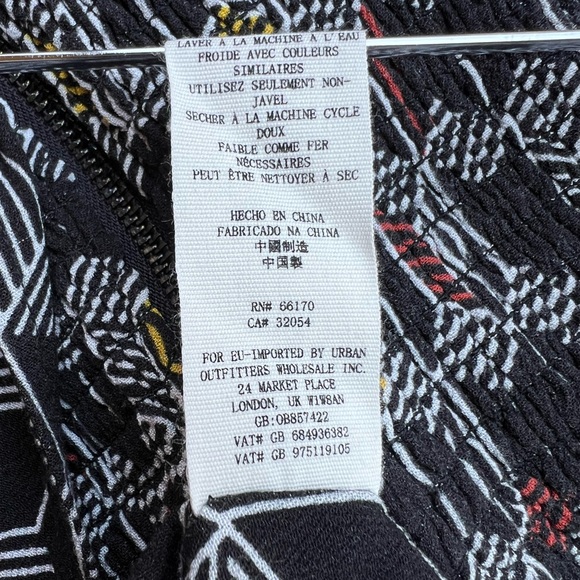 LAVER À LA MACHINE À L'EAU
FROIDE AVEC COULEURS
SIMILAIRES
UTILISEZ SEULEMENT NON-
JAVEL
SECHER À LA MACHINE CYCLE
DOUX
FAIBLE COMME FER
NÉCESSAIRES
PEUT ÊTRE NETTOYER À SEC
HECHO EN CHINA
FABRICADO NA CHINA
中國制造
中国製
RN# 66170
CA# 32054
FOR EU-IMPORTED BY URBAN
OUTFITTERS WHOLESALE INC.
24 MARKET PLACE
LONDON, UK W1W8AN
GB:OB857422
VAT# GB 684936382
VAT# GB 975119105